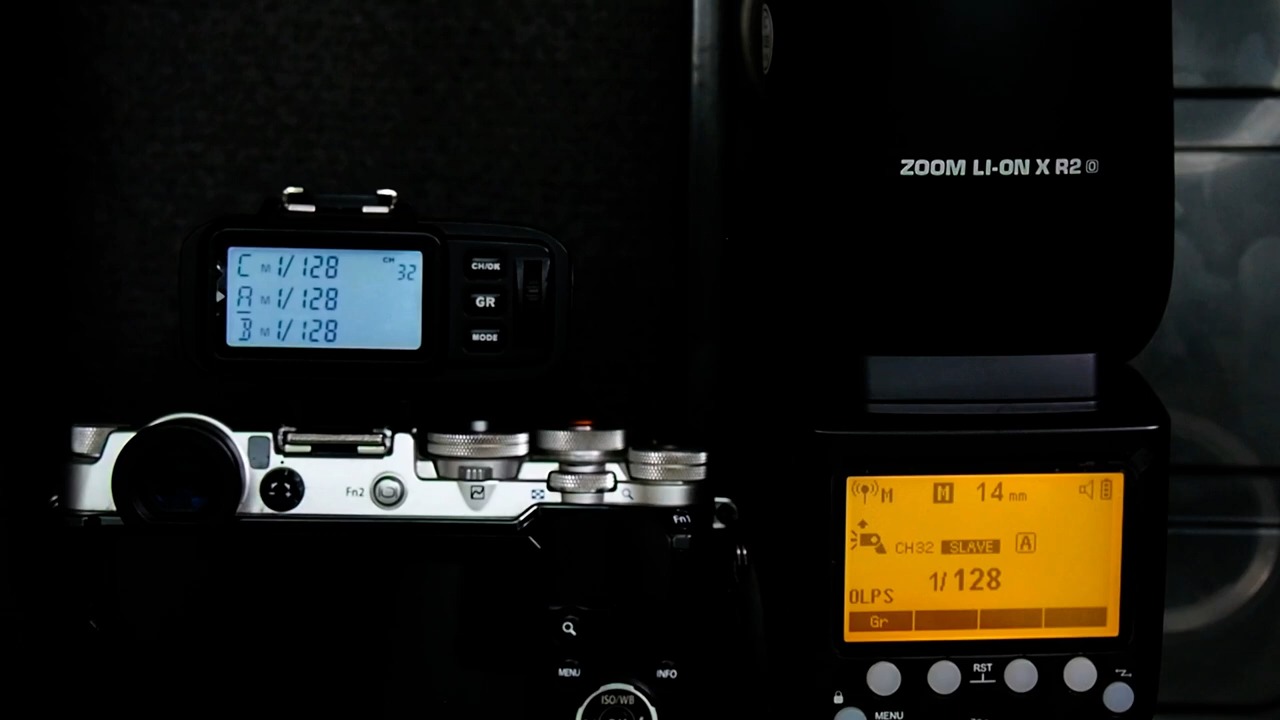 ZOOM LI-ON X R2 O
C M 1/128 CH 32
A M 1/128
B M 1/128
CH/OK
GR
MODE
Fn2
Fn1
MENU
INFO
ISO/WB
M M 14 mm
CH32 SLAVE A
1/128
OLPS
Gr
RST
MENU